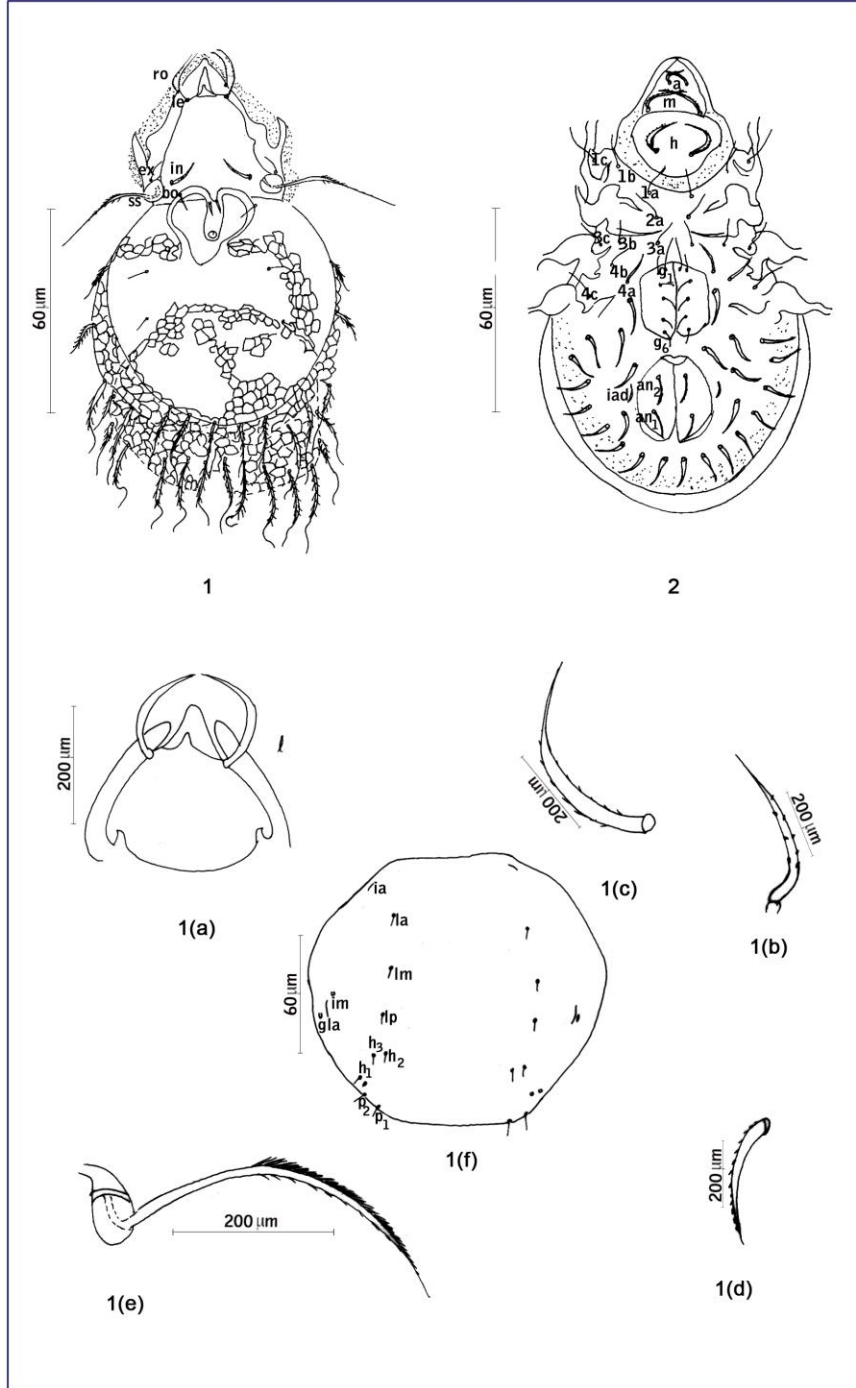 ro
le
ex
in
bo
ss
60 µm
1
a
m
h
1c
1b
1a
2a
3c
3b
3a
4b
g1
4c
4a
g6
iad
an2
an1
60 µm
2
200 µm
ℓ
1(a)
200 µm
1(c)
200 µm
1(b)
ia
la
lm
im
lp
gla
h3
h2
h1
p2
p1
60 µm
1(f)
200 µm
1(e)
200 µm
1(d)